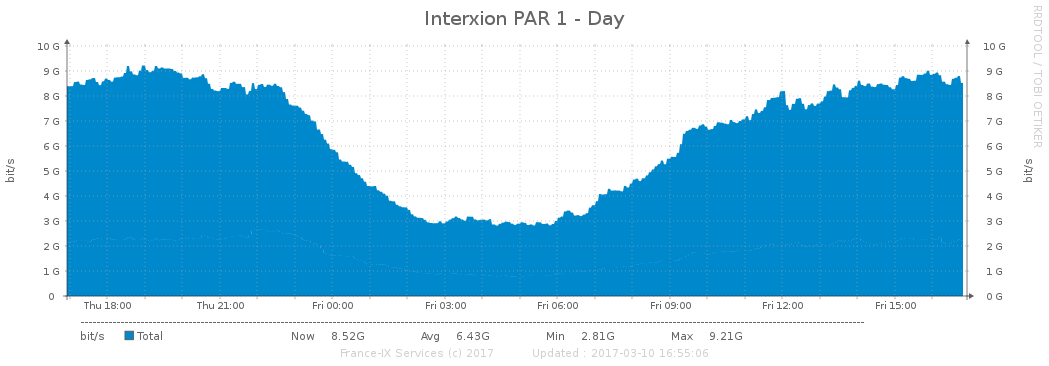 Interxion PAR 1 - Day
RRDTOOL / TOBI OETIKER
bit/s
10 G 10 G
9 G 9 G
8 G 8 G
7 G 7 G
6 G 6 G
5 G 5 G
4 G 4 G
3 G 3 G
2 G 2 G
1 G 1 G
0 0 G
bit/s
Thu 18:00 Thu 21:00 Fri 00:00 Fri 03:00 Fri 06:00 Fri 09:00 Fri 12:00 Fri 15:00
bit/s Total Now 8.52G Avg 6.43G Min 2.81G Max 9.21G
France-IX Services (c) 2017 Updated : 2017-03-10 16:55:06